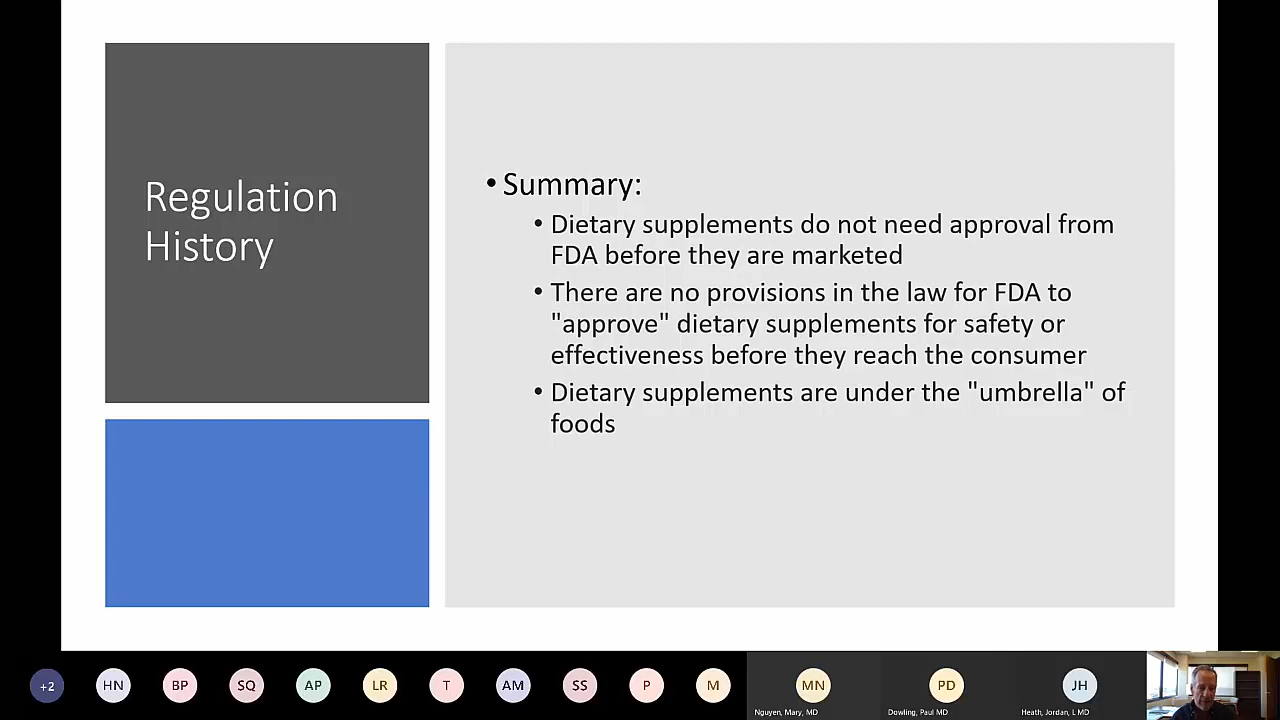 Regulation
History
• Summary:
• Dietary supplements do not need approval from
FDA before they are marketed
• There are no provisions in the law for FDA to
"approve" dietary supplements for safety or
effectiveness before they reach the consumer
• Dietary supplements are under the "umbrella" of
foods
+2
HN
BP
SQ
AP
LR
T
AM
SS
P
M
MN
PD
JH
Nguyen, Mary, MD
Dowling, Paul MD
Heath, Jordan, L MD